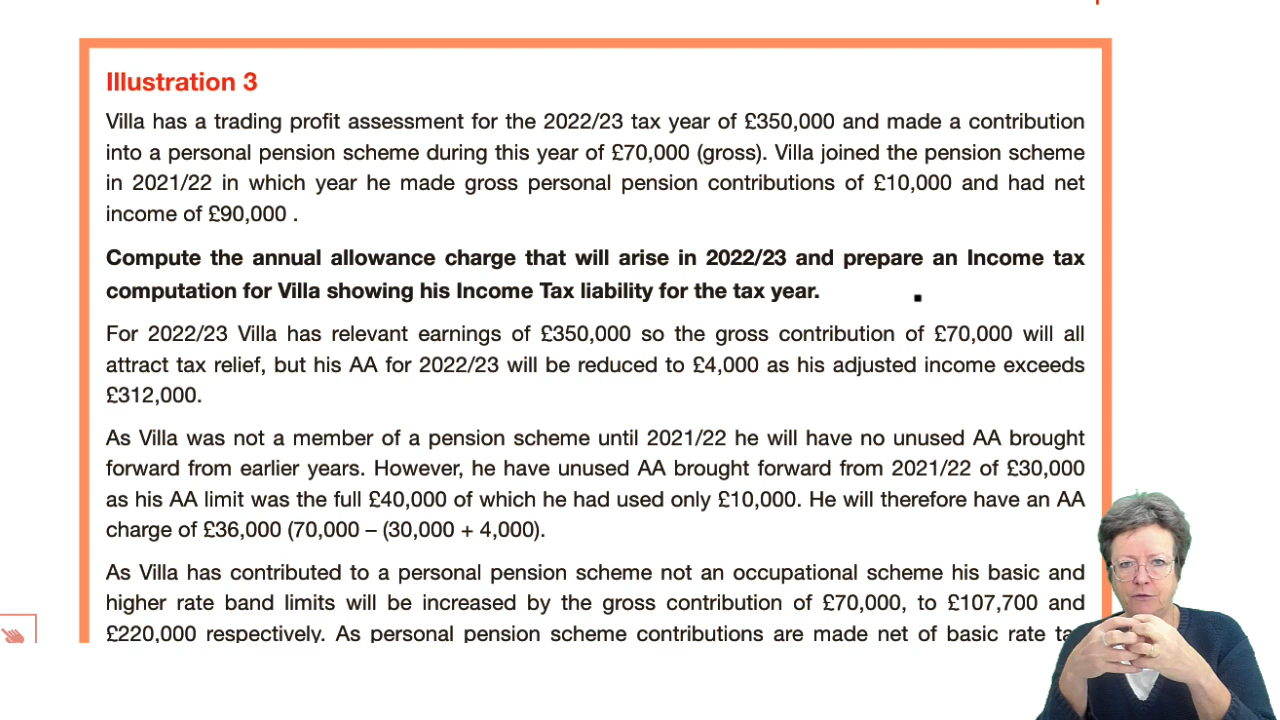 Illustration 3
Villa has a trading profit assessment for the 2022/23 tax year of £350,000 and made a contribution
into a personal pension scheme during this year of £70,000 (gross). Villa joined the pension scheme
in 2021/22 in which year he made gross personal pension contributions of £10,000 and had net
income of £90,000 .
Compute the annual allowance charge that will arise in 2022/23 and prepare an Income tax
computation for Villa showing his Income Tax liability for the tax year.
For 2022/23 Villa has relevant earnings of £350,000 so the gross contribution of £70,000 will all
attract tax relief, but his AA for 2022/23 will be reduced to £4,000 as his adjusted income exceeds
£312,000.
As Villa was not a member of a pension scheme until 2021/22 he will have no unused AA brought
forward from earlier years. However, he have unused AA brought forward from 2021/22 of £30,000
as his AA limit was the full £40,000 of which he had used only £10,000. He will therefore have an AA
charge of £36,000 (70,000 – (30,000 + 4,000).
As Villa has contributed to a personal pension scheme not an occupational scheme his basic and
higher rate band limits will be increased by the gross contribution of £70,000, to £107,700 and
£220,000 respectively. As personal pension scheme contributions are made net of basic rate